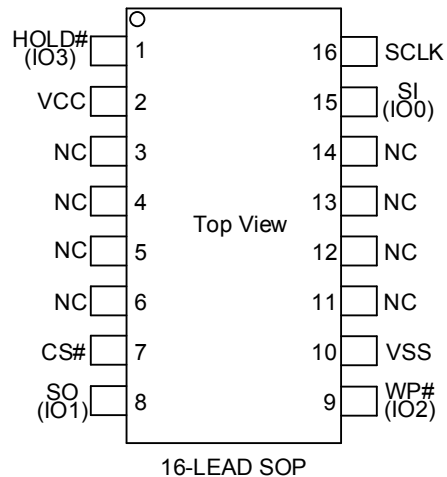 HOLD#
(IO3) 1 16 SCLK
VCC 2 15 SI
(IO0)
NC 3 14 NC
NC 4 13 NC
Top View
NC 5 12 NC
NC 6 11 NC
CS# 7 10 VSS
SO
(IO1) 8 9 WP#
(IO2)
16-LEAD SOP